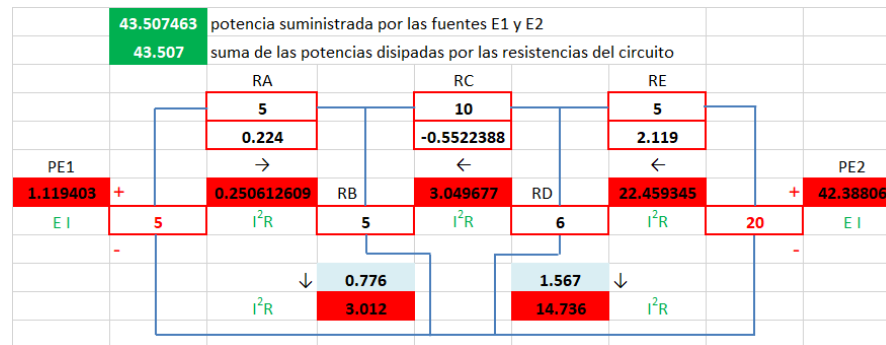 43.507463 potencia suministrada por las fuentes E1 y E2
43.507 suma de las potencias disipadas por las resistencias del circuito
RA RC RE
5 10 5
0.224 -0.5522388 2.119
PE1 → ← ← PE2
1.119403 + 0.250612609 RB 3.049677 RD 22.459345 + 42.38806
E I 5 I²R 5 I²R 6 I²R 20 E I
- -
↓ 0.776 1.567 ↓
I²R 3.012 14.736 I²R